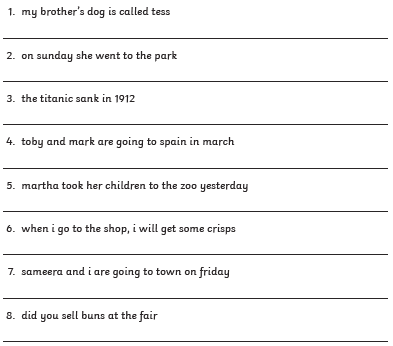 1. my brother's dog is called tess
2. on sunday she went to the park
3. the titanic sank in 1912
4. toby and mark are going to spain in march
5. martha took her children to the zoo yesterday
6. when i go to the shop, i will get some crisps
7. sameera and i are going to town on friday
8. did you sell buns at the fair